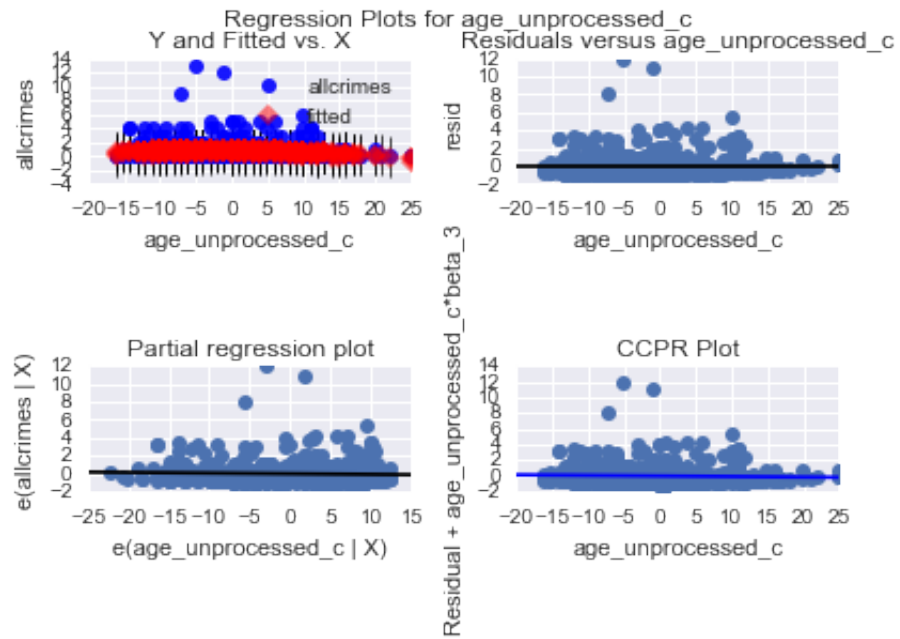 Regression Plots for age_unprocessed_c
Y and Fitted vs. X
14
12
10
8
6
4
2
0
−2
−4
allcrimes
allcrimes
fitted
−20 −15 −10 −5 0 5 10 15 20 25
age_unprocessed_c
Residuals versus age_unprocessed_c
12
10
8
6
4
2
0
−2
resid
−20 −15 −10 −5 0 5 10 15 20 25
age_unprocessed_c
Partial regression plot
12
10
8
6
4
2
0
−2
e(allcrimes | X)
−25 −20 −15 −10 −5 0 5 10 15
e(age_unprocessed_c | X)
CCPR Plot
14
12
10
8
6
4
2
0
−2
Residual + age_unprocessed_c*beta_3
−20 −15 −10 −5 0 5 10 15 20 25
age_unprocessed_c